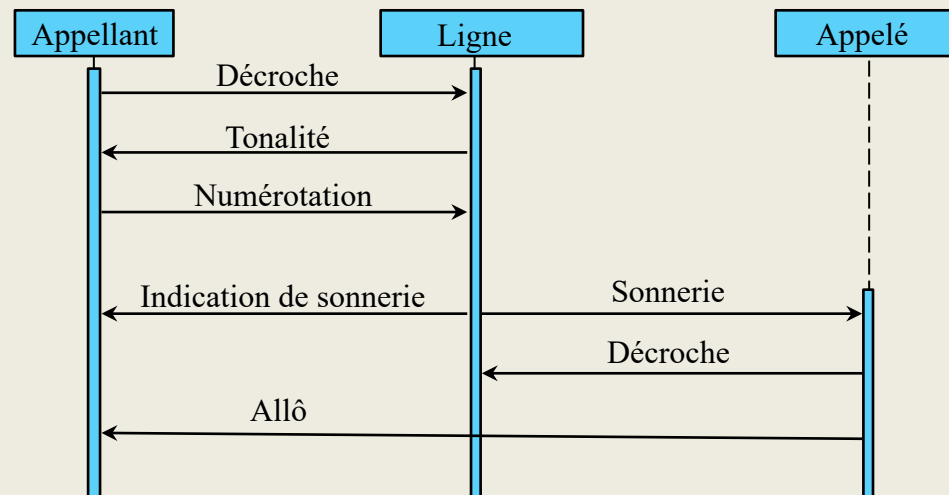 Appellant
Ligne
Appelé
Décroche
Tonalité
Numérotation
Indication de sonnerie
Sonnerie
Décroche
Allô